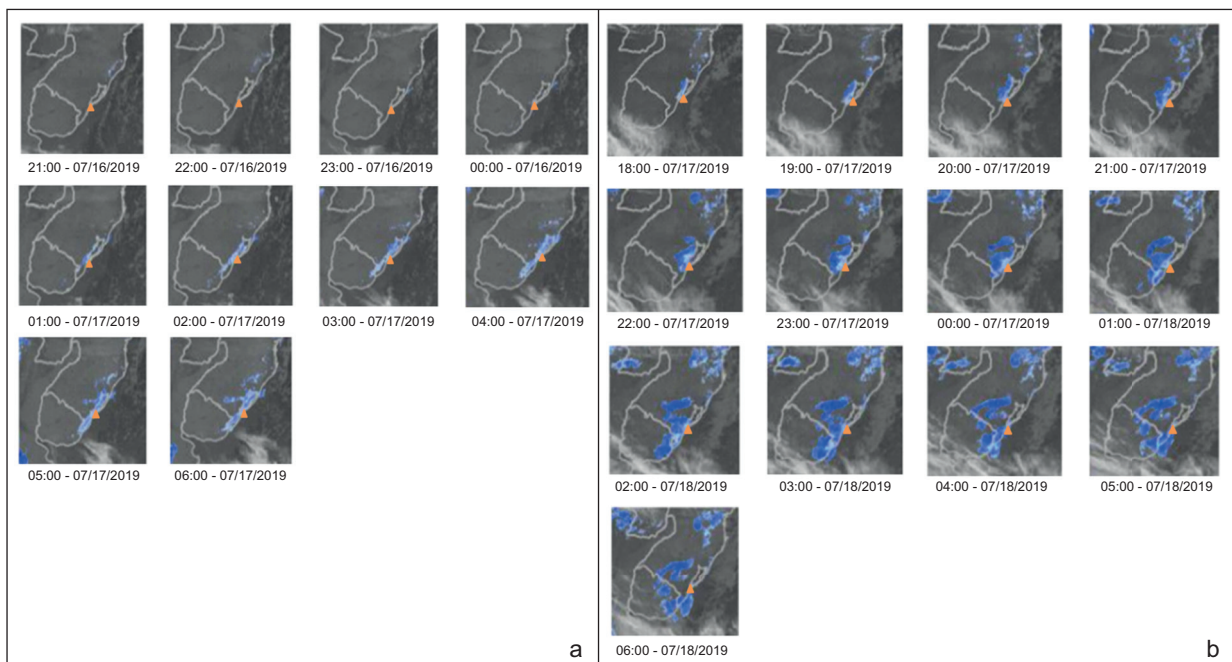 21:00 - 07/16/2019
22:00 - 07/16/2019
23:00 - 07/16/2019
00:00 - 07/16/2019
01:00 - 07/17/2019
02:00 - 07/17/2019
03:00 - 07/17/2019
04:00 - 07/17/2019
05:00 - 07/17/2019
06:00 - 07/17/2019
a
18:00 - 07/17/2019
19:00 - 07/17/2019
20:00 - 07/17/2019
21:00 - 07/17/2019
22:00 - 07/17/2019
23:00 - 07/17/2019
00:00 - 07/17/2019
01:00 - 07/18/2019
02:00 - 07/18/2019
03:00 - 07/18/2019
04:00 - 07/18/2019
05:00 - 07/18/2019
06:00 - 07/18/2019
b